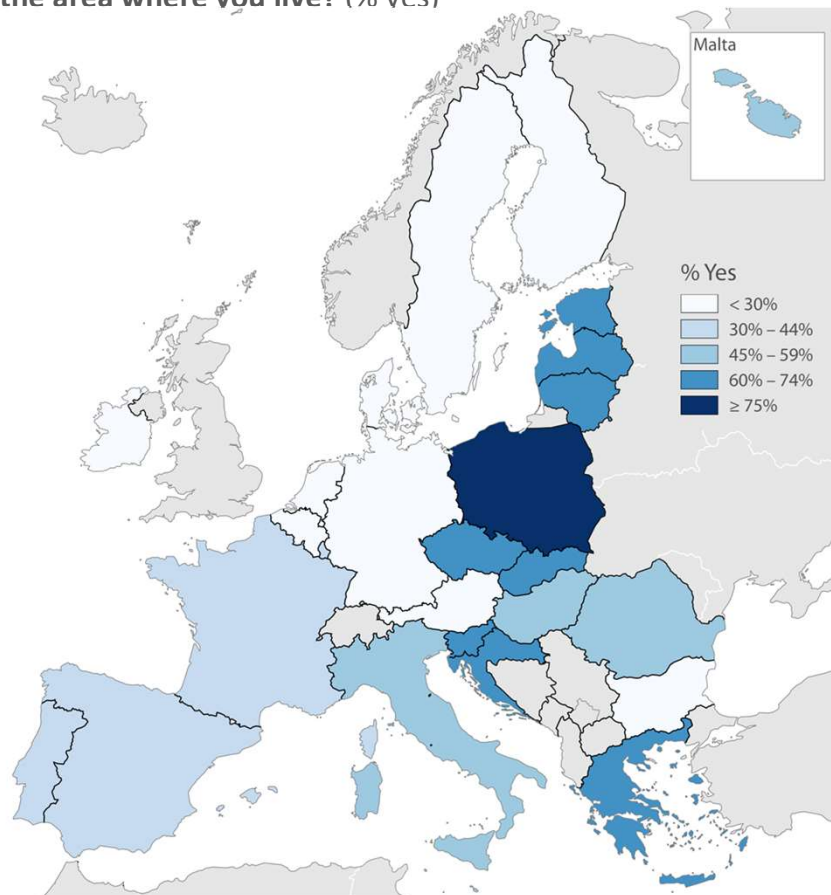 the area where you live? (% yes)
Malta
% Yes
< 30%
30% – 44%
45% – 59%
60% – 74%
≥ 75%